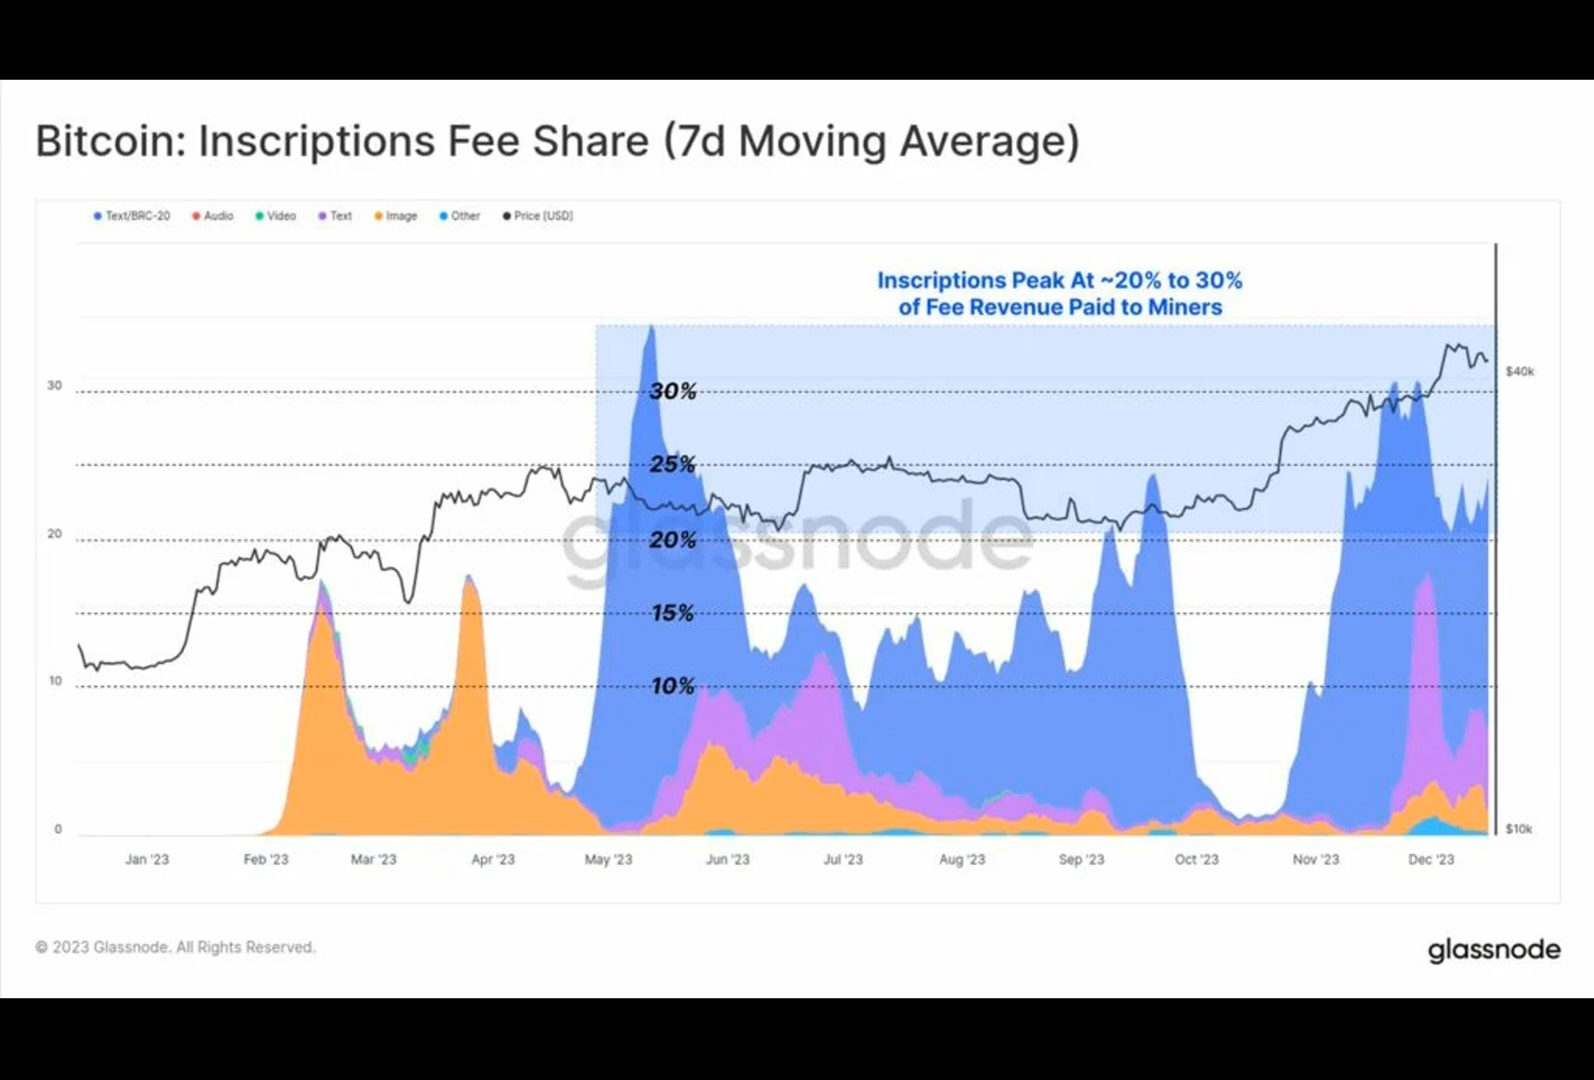 Bitcoin: Inscriptions Fee Share (7d Moving Average)
Text/BRC-20 Audio Video Text Image Other Price [USD]
Inscriptions Peak At ~20% to 30%
of Fee Revenue Paid to Miners
30
30%
$40k
25%
glassnode
20
20%
15%
10
10%
0
$10k
Jan '23 Feb '23 Mar '23 Apr '23 May '23 Jun '23 Jul '23 Aug '23 Sep '23 Oct '23 Nov '23 Dec '23
© 2023 Glassnode. All Rights Reserved.
glassnode